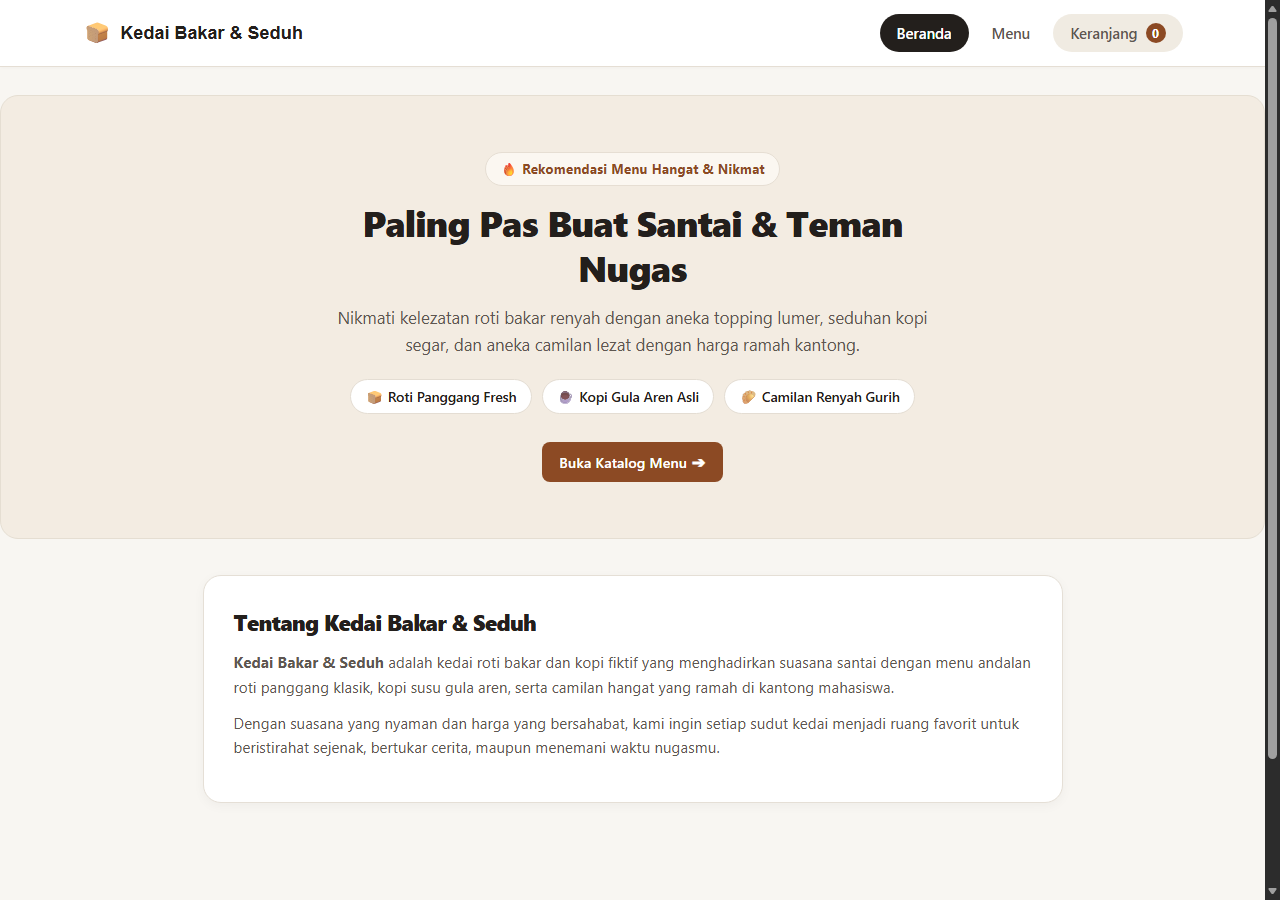 Kedai Bakar & Seduh
Beranda
Menu
Keranjang 0
Rekomendasi Menu Hangat & Nikmat
Paling Pas Buat Santai & Teman
Nugas
Nikmati kelezatan roti bakar renyah dengan aneka topping lumer, seduhan kopi
segar, dan aneka camilan lezat dengan harga ramah kantong.
Roti Panggang Fresh
Kopi Gula Aren Asli
Camilan Renyah Gurih
Buka Katalog Menu ➔
Tentang Kedai Bakar & Seduh
Kedai Bakar & Seduh adalah kedai roti bakar dan kopi fiktif yang menghadirkan suasana santai dengan menu andalan
roti panggang klasik, kopi susu gula aren, serta camilan hangat yang ramah di kantong mahasiswa.
Dengan suasana yang nyaman dan harga yang bersahabat, kami ingin setiap sudut kedai menjadi ruang favorit untuk
beristirahat sejenak, bertukar cerita, maupun menemani waktu nugasmu.